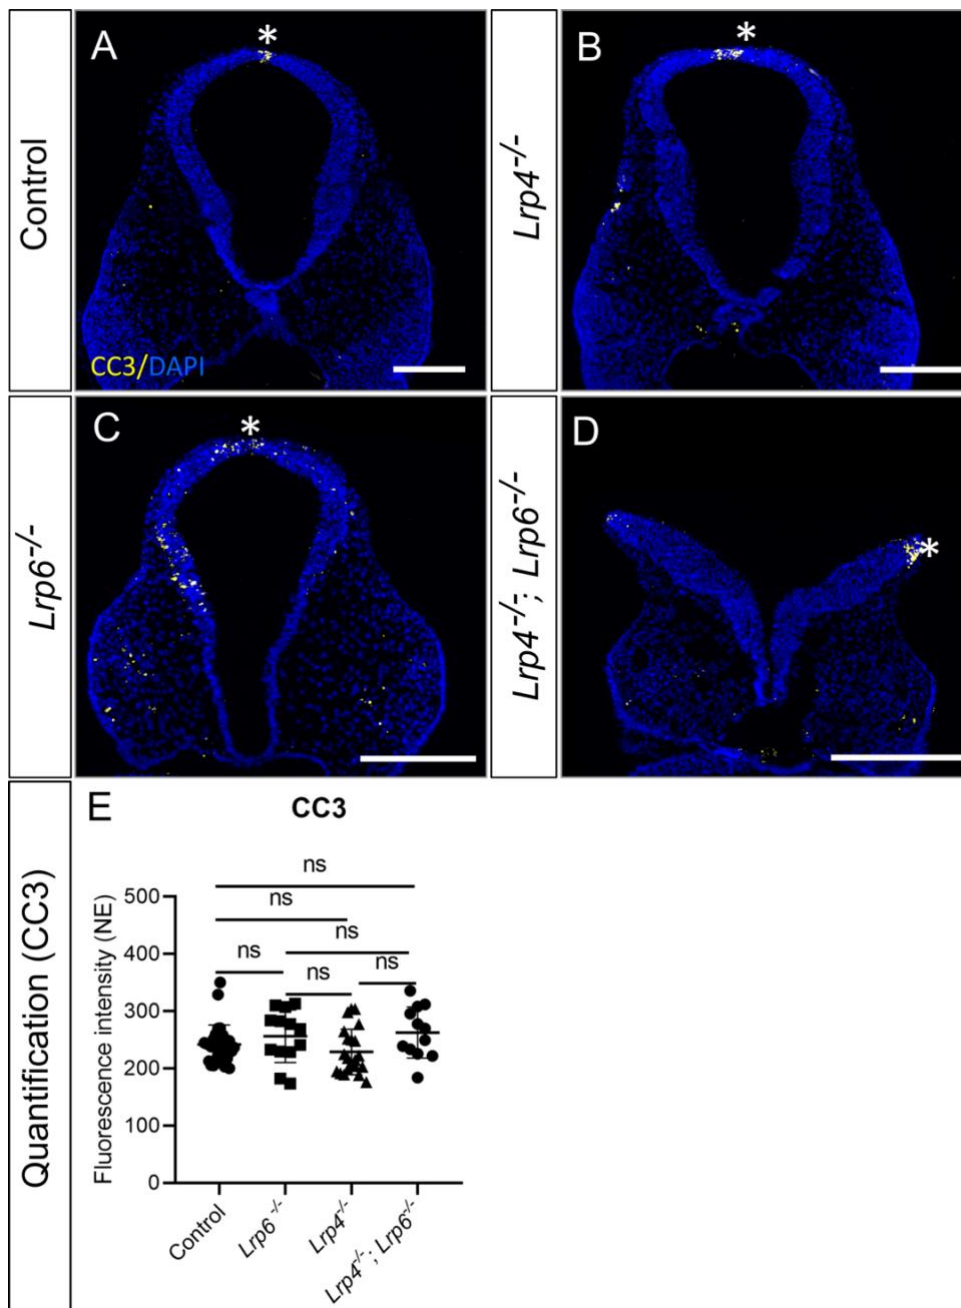 Control
A
*
CC3/DAPI
Lrp4-/-
B
*
Lrp6-/-
C
*
Lrp4-/-; Lrp6-/-
D
*
Quantification (CC3)
E
CC3
Fluorescence intensity (NE)
500
400
300
200
100
0
ns
ns
ns
ns
ns
ns
Control
Lrp6 -/-
Lrp4-/-
Lrp4-/-; Lrp6-/-